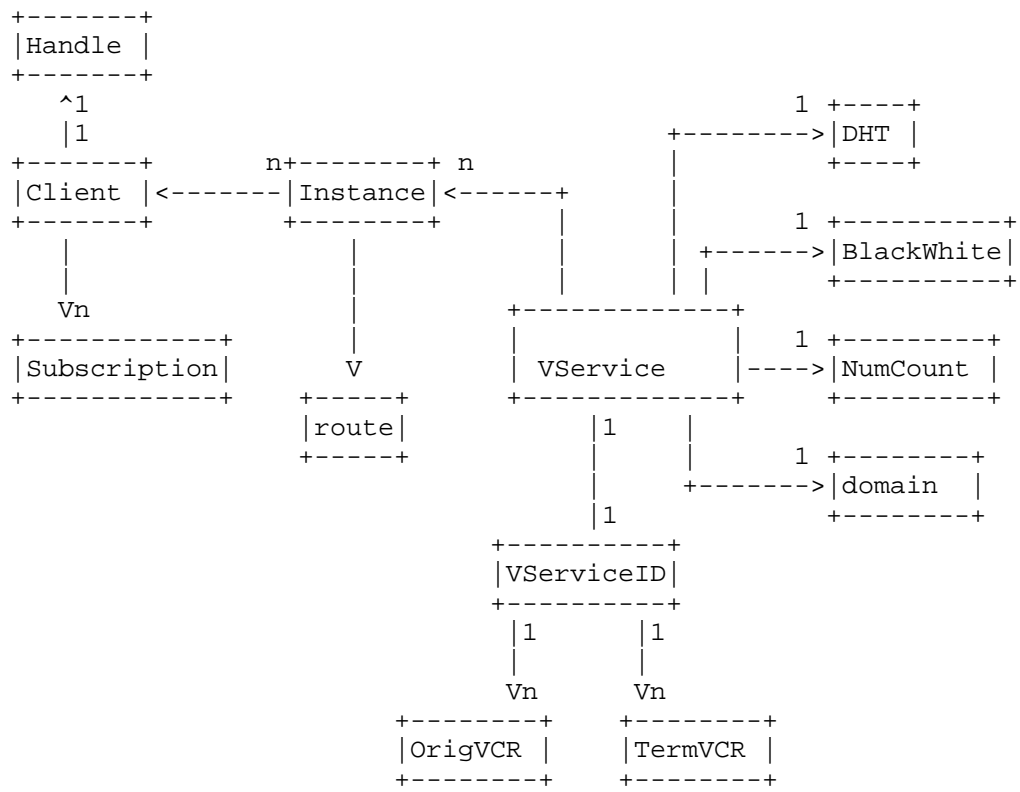 Handle
^1
1
1
DHT
n
n
Client
Instance
1
BlackWhite
Vn
1
Subscription
V
VService
NumCount
route
1
1
domain
1
VServiceID
1
1
Vn
Vn
OrigVCR
TermVCR